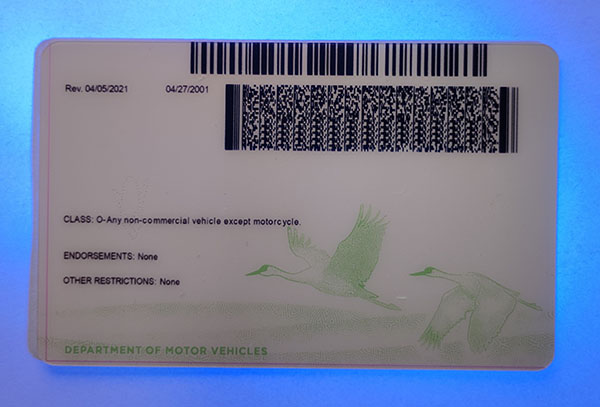 Rev. 04/05/2021 04/27/2001
CLASS: O-Any non-commercial vehicle except motorcycle.
ENDORSEMENTS: None
OTHER RESTRICTIONS: None
DEPARTMENT OF MOTOR VEHICLES